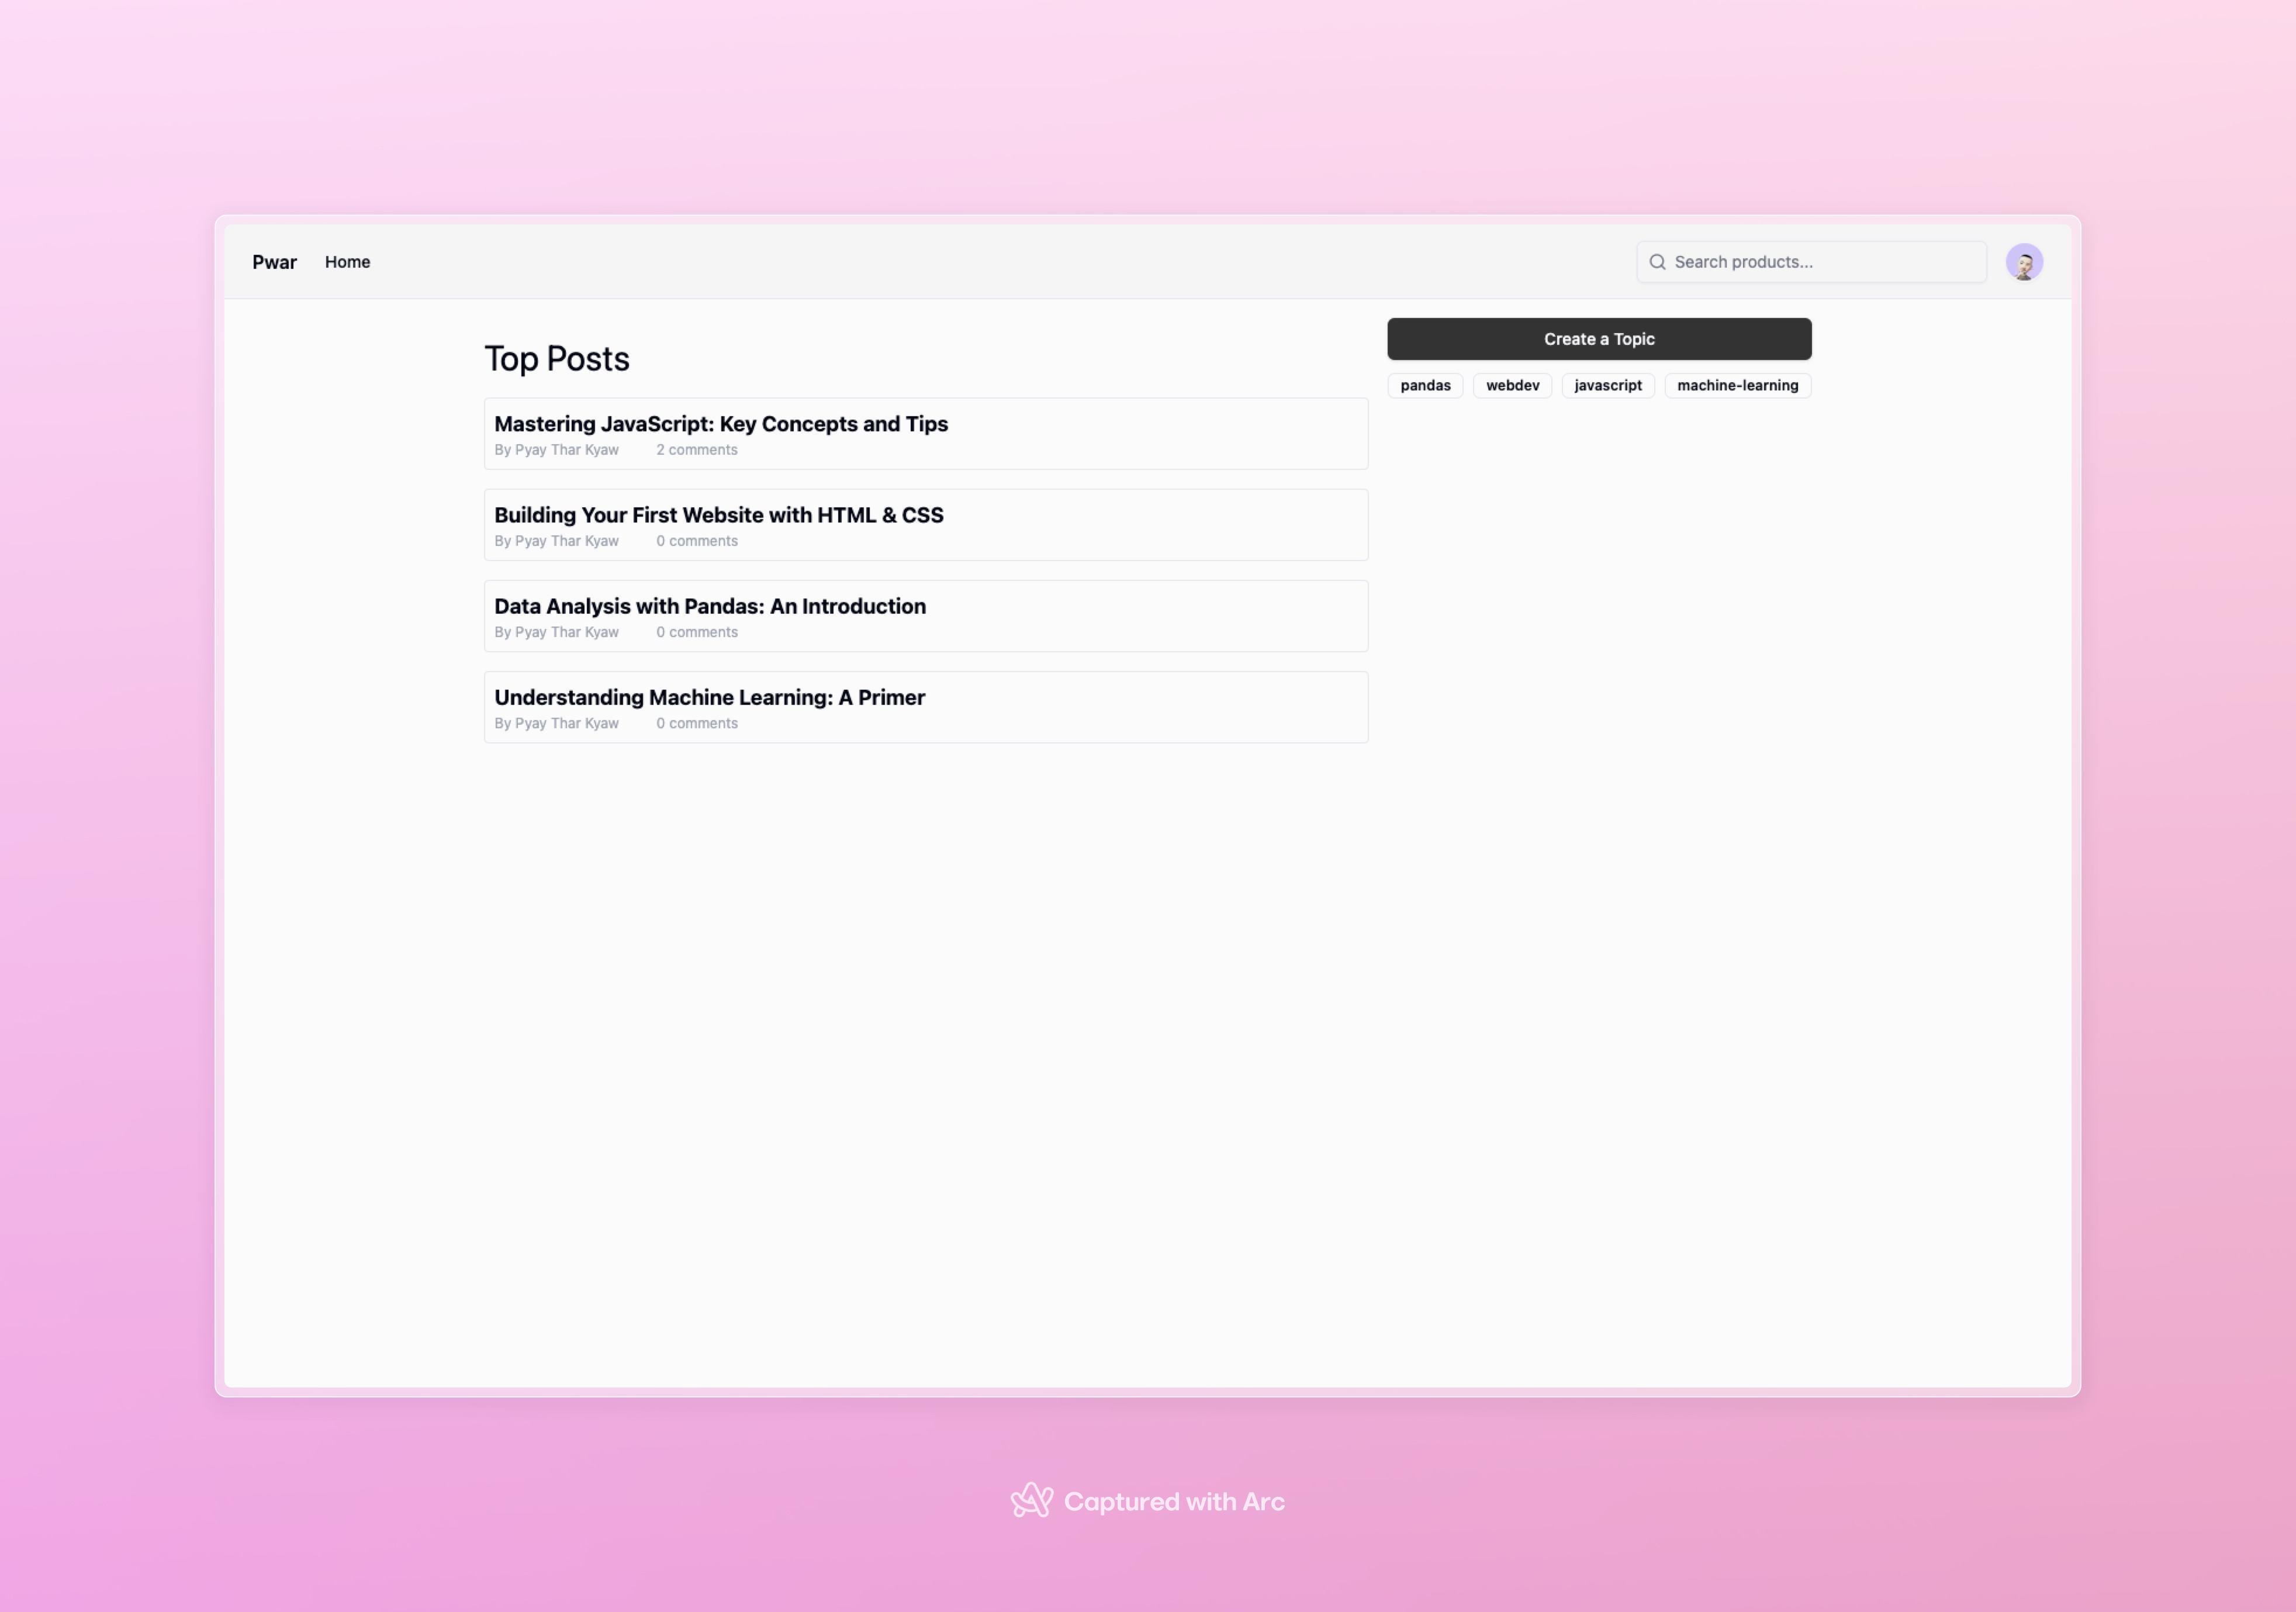 Pwar Home Search products...
Top Posts
Create a Topic
pandas webdev javascript machine-learning
Mastering JavaScript: Key Concepts and Tips
By Pyay Thar Kyaw 2 comments
Building Your First Website with HTML & CSS
By Pyay Thar Kyaw 0 comments
Data Analysis with Pandas: An Introduction
By Pyay Thar Kyaw 0 comments
Understanding Machine Learning: A Primer
By Pyay Thar Kyaw 0 comments
Captured with Arc